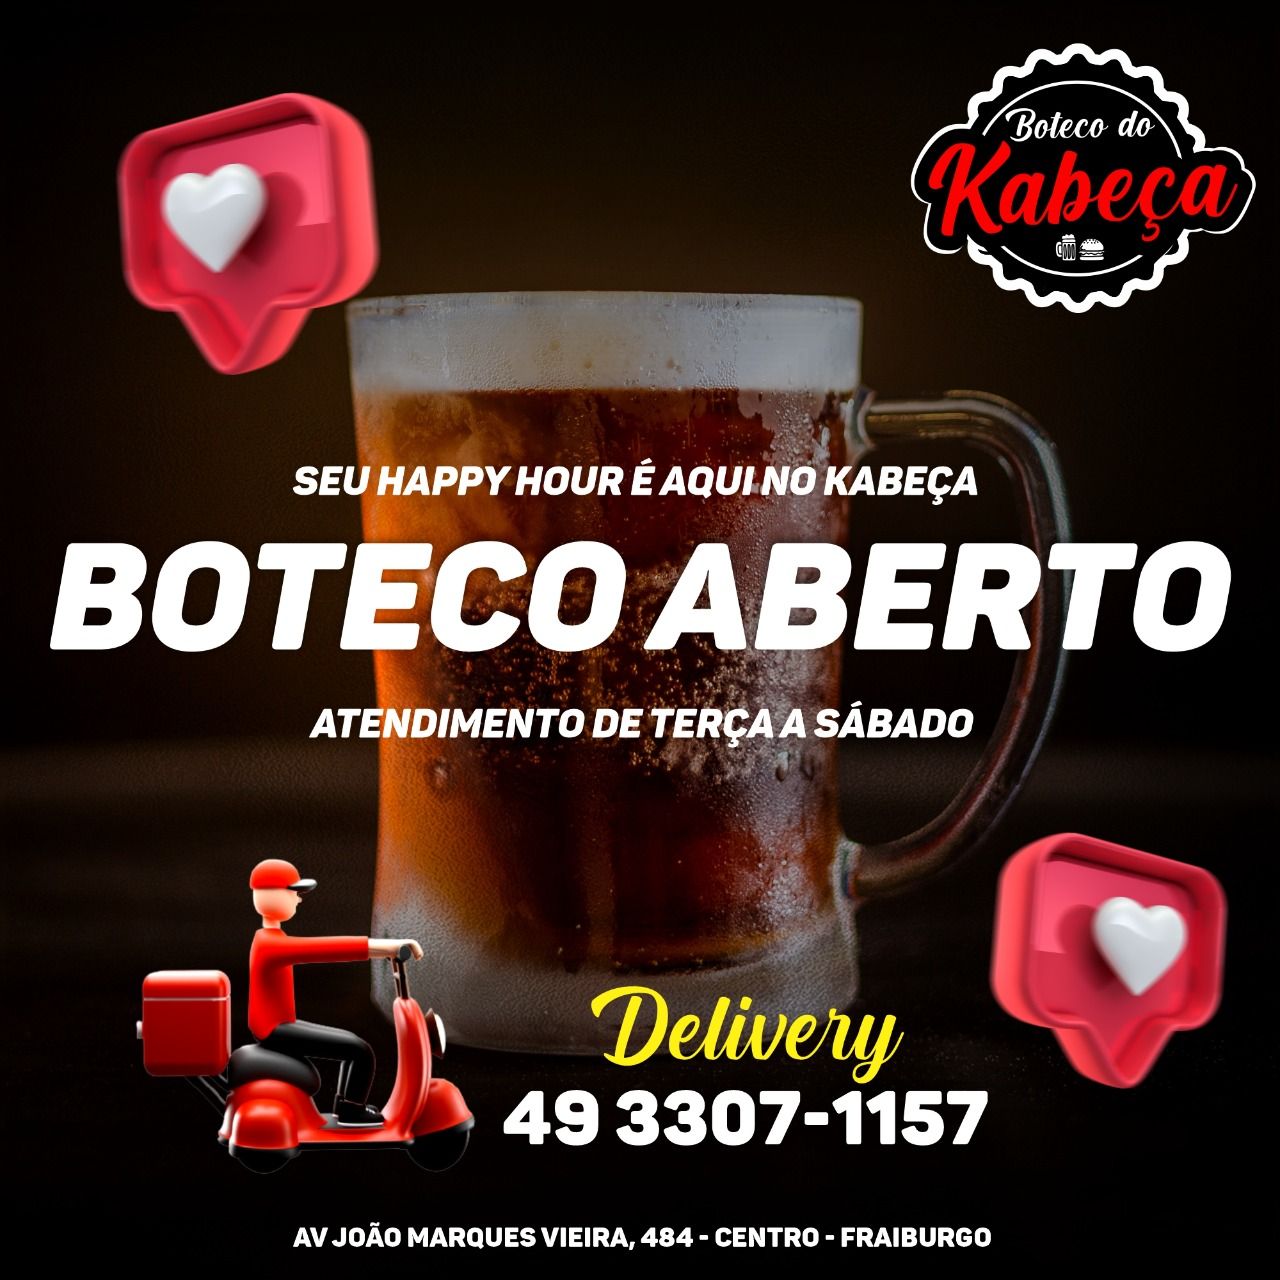 Boteco do
Kabeça
SEU HAPPY HOUR É AQUI NO KABEÇA
BOTECO ABERTO
ATENDIMENTO DE TERÇA A SÁBADO
Delivery
49 3307-1157
AV JOÃO MARQUES VIEIRA, 484 - CENTRO - FRAIBURGO